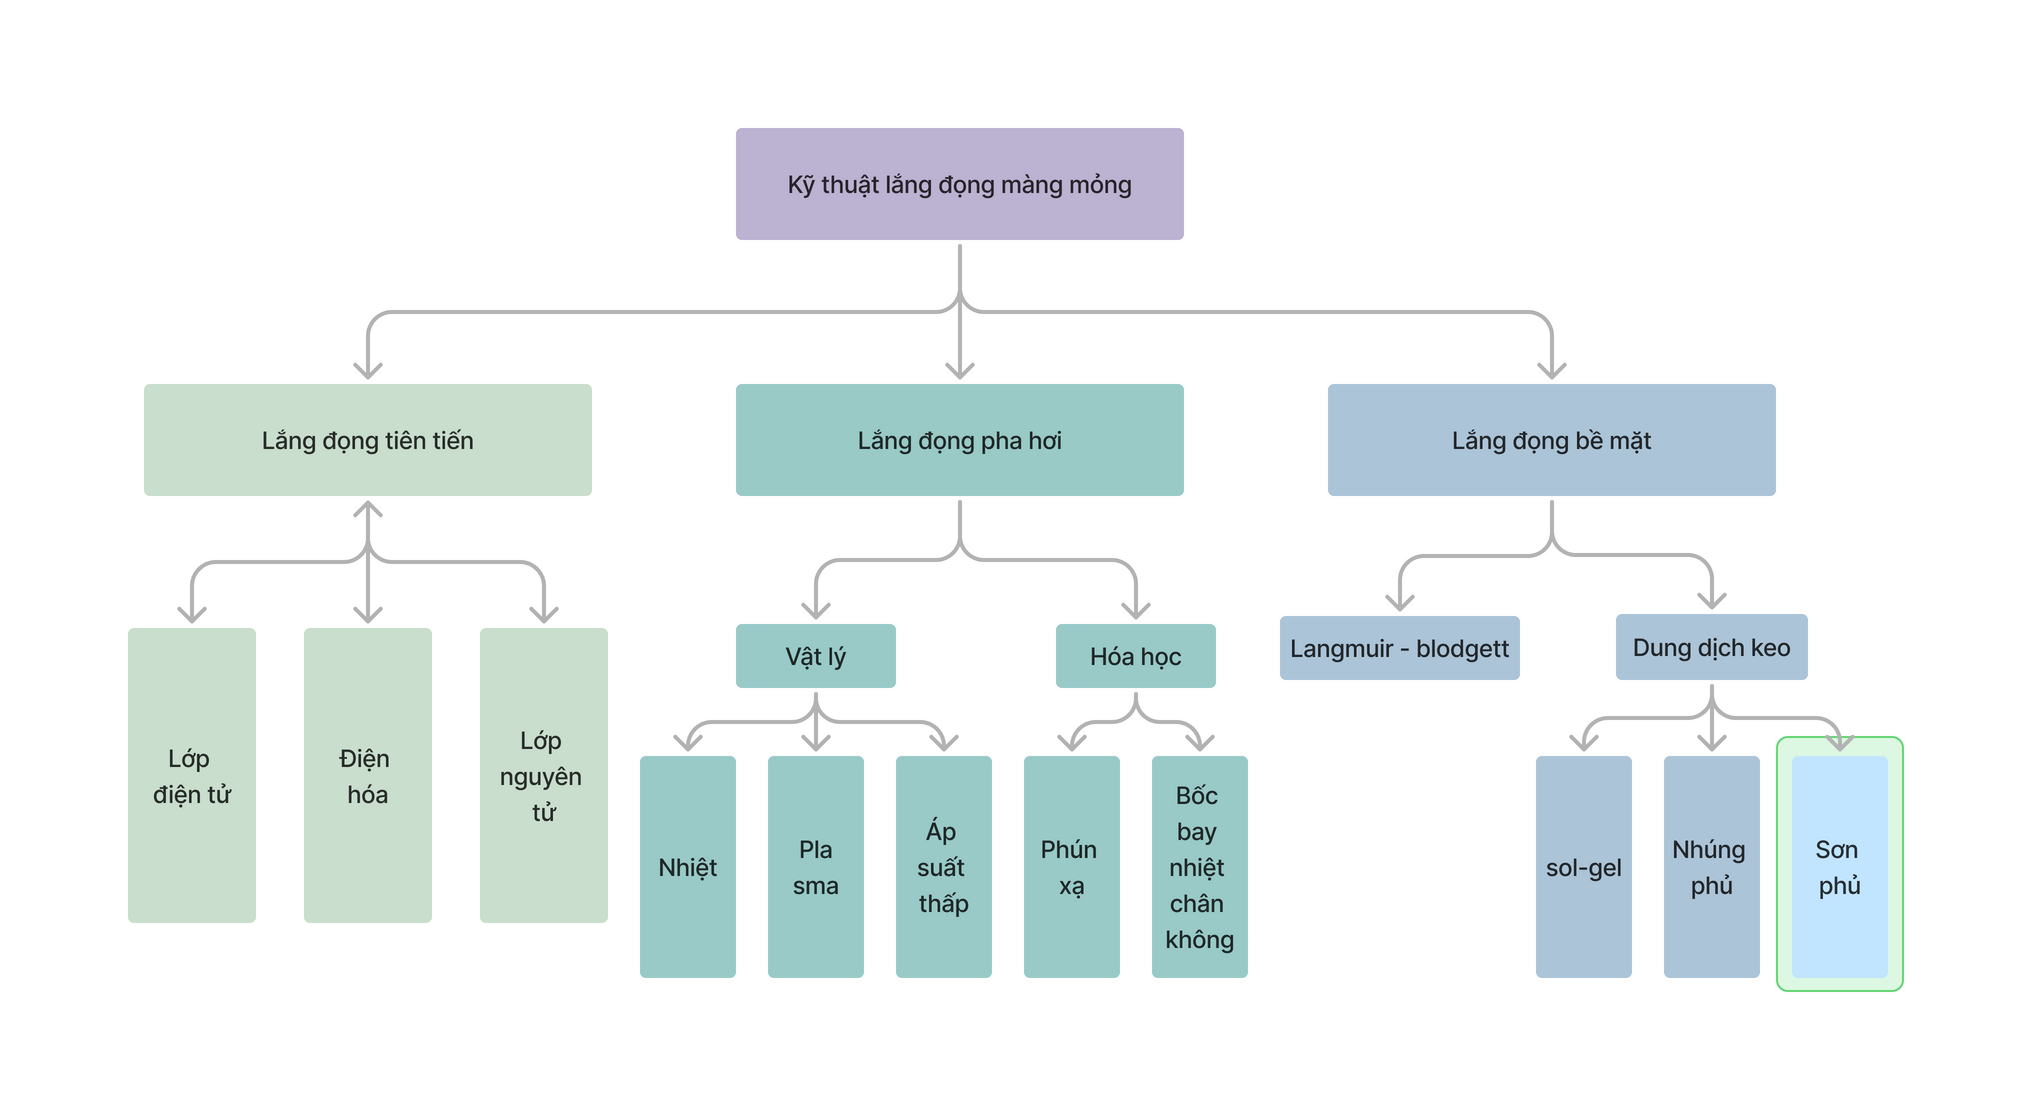 Kỹ thuật lắng đọng màng mỏng
Lắng đọng tiên tiến
Lắng đọng pha hơi
Lắng đọng bề mặt
Lớp
điện tử
Điện
hóa
Lớp
nguyên
tử
Vật lý
Hóa học
Nhiệt
Pla
sma
Áp
suất
thấp
Phún
xạ
Bốc
bay
nhiệt
chân
không
Langmuir - blodgett
Dung dịch keo
sol-gel
Nhúng
phủ
Sơn
phủ